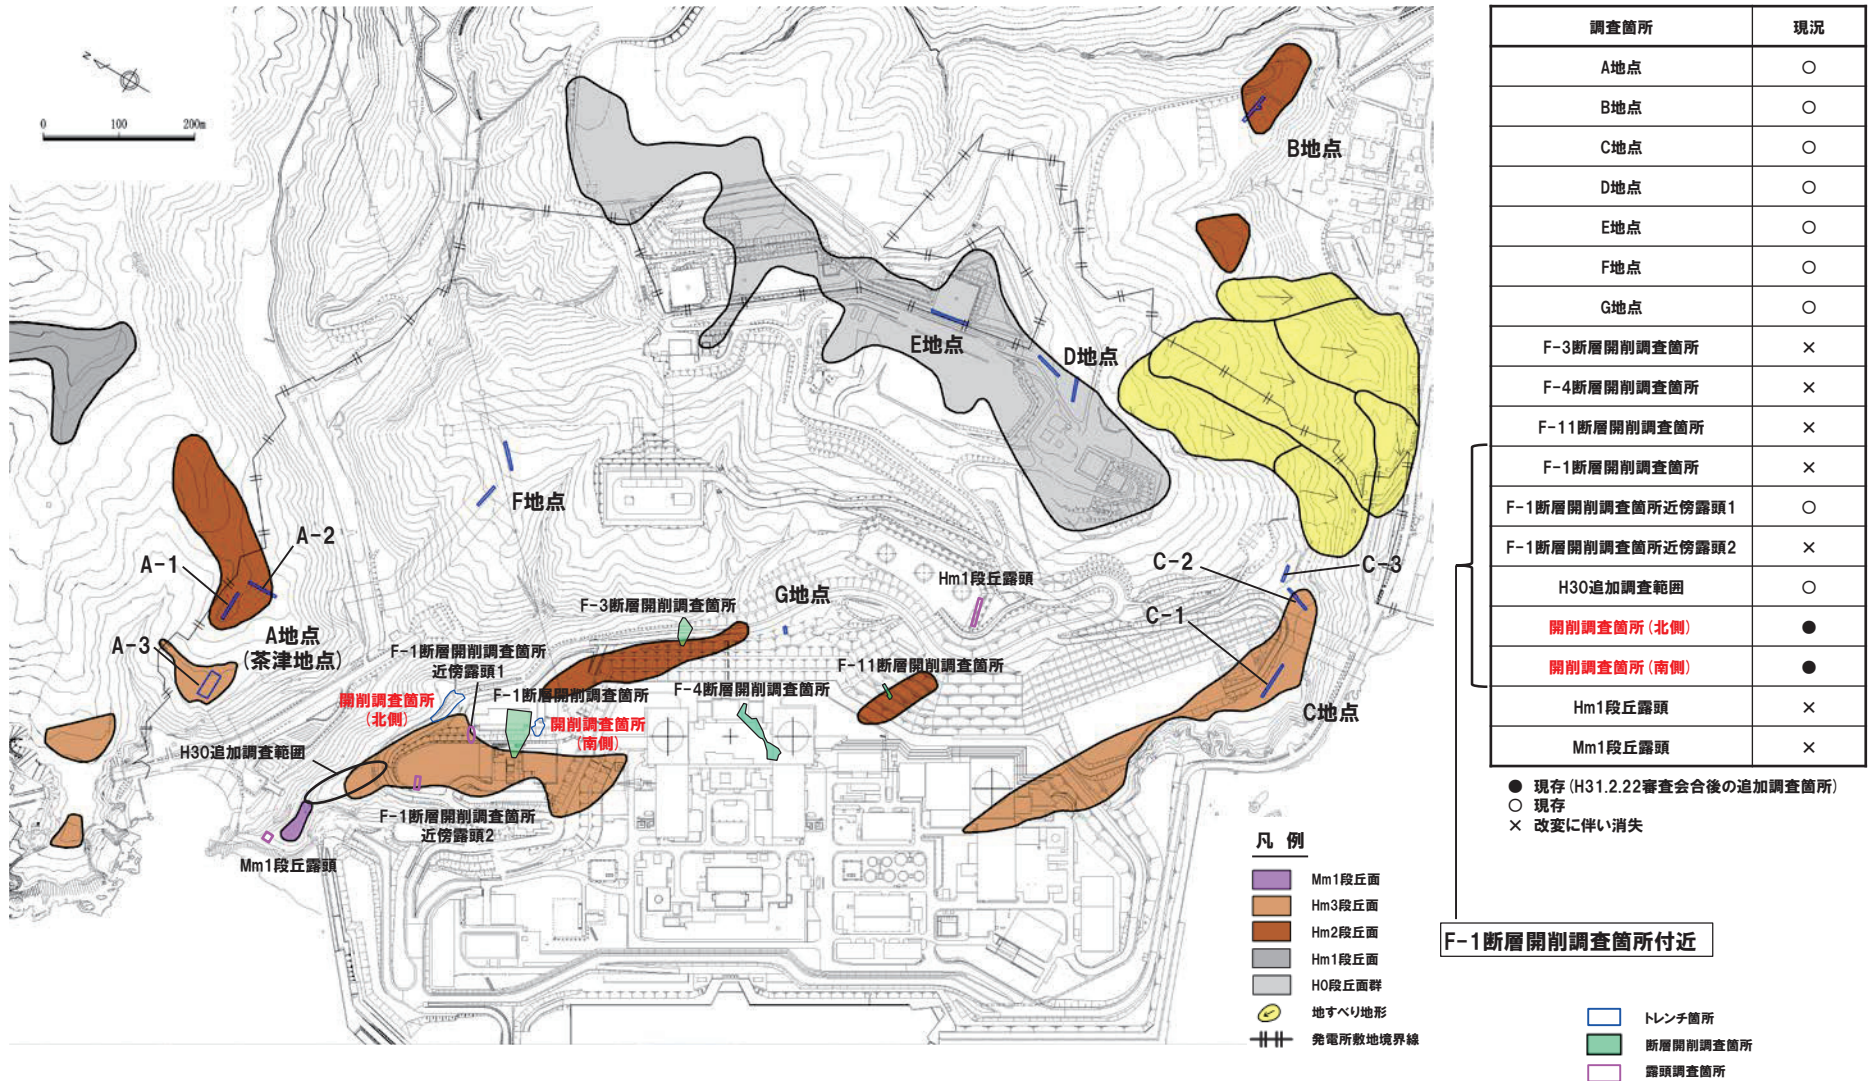 N
0 100 200m
B地点
E地点
D地点
F地点
A-2
A-1
A-3
A地点
(茶津地点)
C-2
C-3
C-1
C地点
Hm1段丘露頭
G地点
F-3断層開削調査箇所
F-1断層開削調査箇所
近傍露頭1
F-11断層開削調査箇所
F-4断層開削調査箇所
F-1断層開削調査箇所
開削調査箇所
(北側)
開削調査箇所
(南側)
H30追加調査範囲
F-1断層開削調査箇所
近傍露頭2
Mm1段丘露頭
凡 例
Mm1段丘面
Hm3段丘面
Hm2段丘面
Hm1段丘面
H0段丘面群
地すべり地形
発電所敷地境界線
調査箇所 現況
A地点 ○
B地点 ○
C地点 ○
D地点 ○
E地点 ○
F地点 ○
G地点 ○
F-3断層開削調査箇所 ×
F-4断層開削調査箇所 ×
F-11断層開削調査箇所 ×
F-1断層開削調査箇所 ×
F-1断層開削調査箇所近傍露頭1 ○
F-1断層開削調査箇所近傍露頭2 ×
H30追加調査範囲 ○
開削調査箇所(北側) ●
開削調査箇所(南側) ●
Hm1段丘露頭 ×
Mm1段丘露頭 ×
● 現存(H31.2.22審査会合後の追加調査箇所)
○ 現存
× 改変に伴い消失
F-1断層開削調査箇所付近
トレンチ箇所
断層開削調査箇所
露頭調査箇所